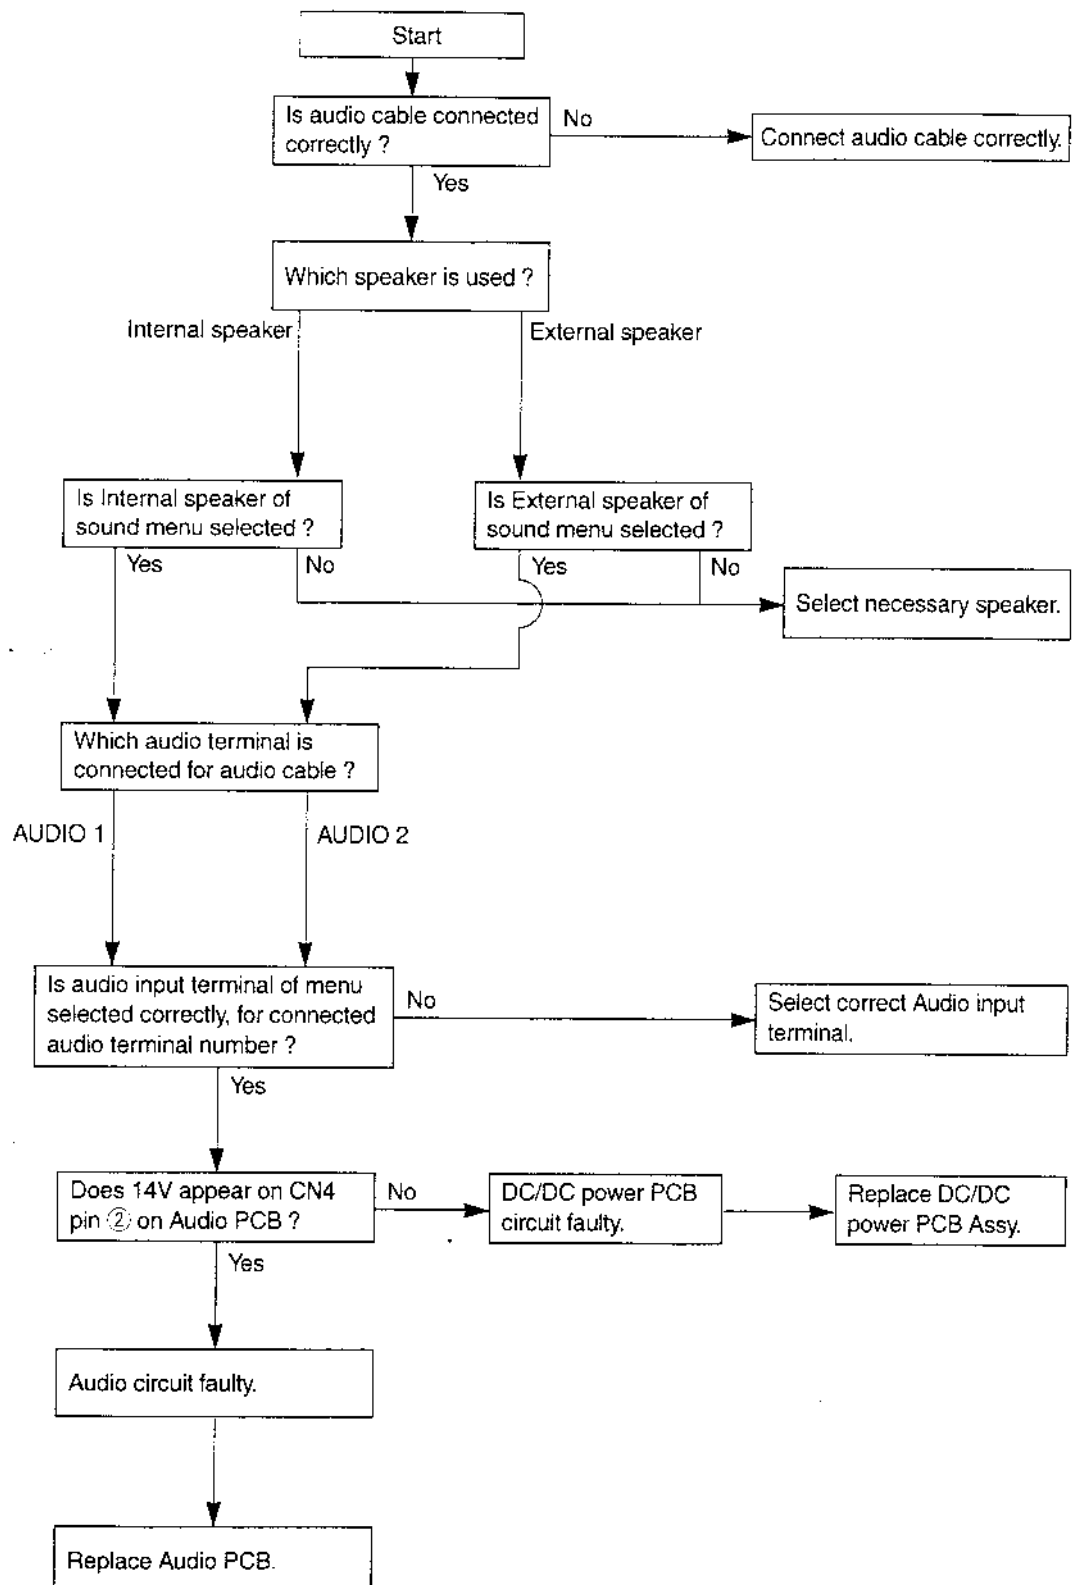 Start
Is audio cable connected
correctly ?
No
Connect audio cable correctly.
Yes
Which speaker is used ?
Internal speaker
External speaker
Is Internal speaker of
sound menu selected ?
Is External speaker of
sound menu selected ?
Yes
No
Yes
No
Select necessary speaker.
Which audio terminal is
connected for audio cable ?
AUDIO 1
AUDIO 2
Is audio input terminal of menu
selected correctly, for connected
audio terminal number ?
No
Select correct Audio input
terminal.
Yes
Does 14V appear on CN4
pin ② on Audio PCB ?
No
DC/DC power PCB
circuit faulty.
Replace DC/DC
power PCB Assy.
Yes
Audio circuit faulty.
Replace Audio PCB.